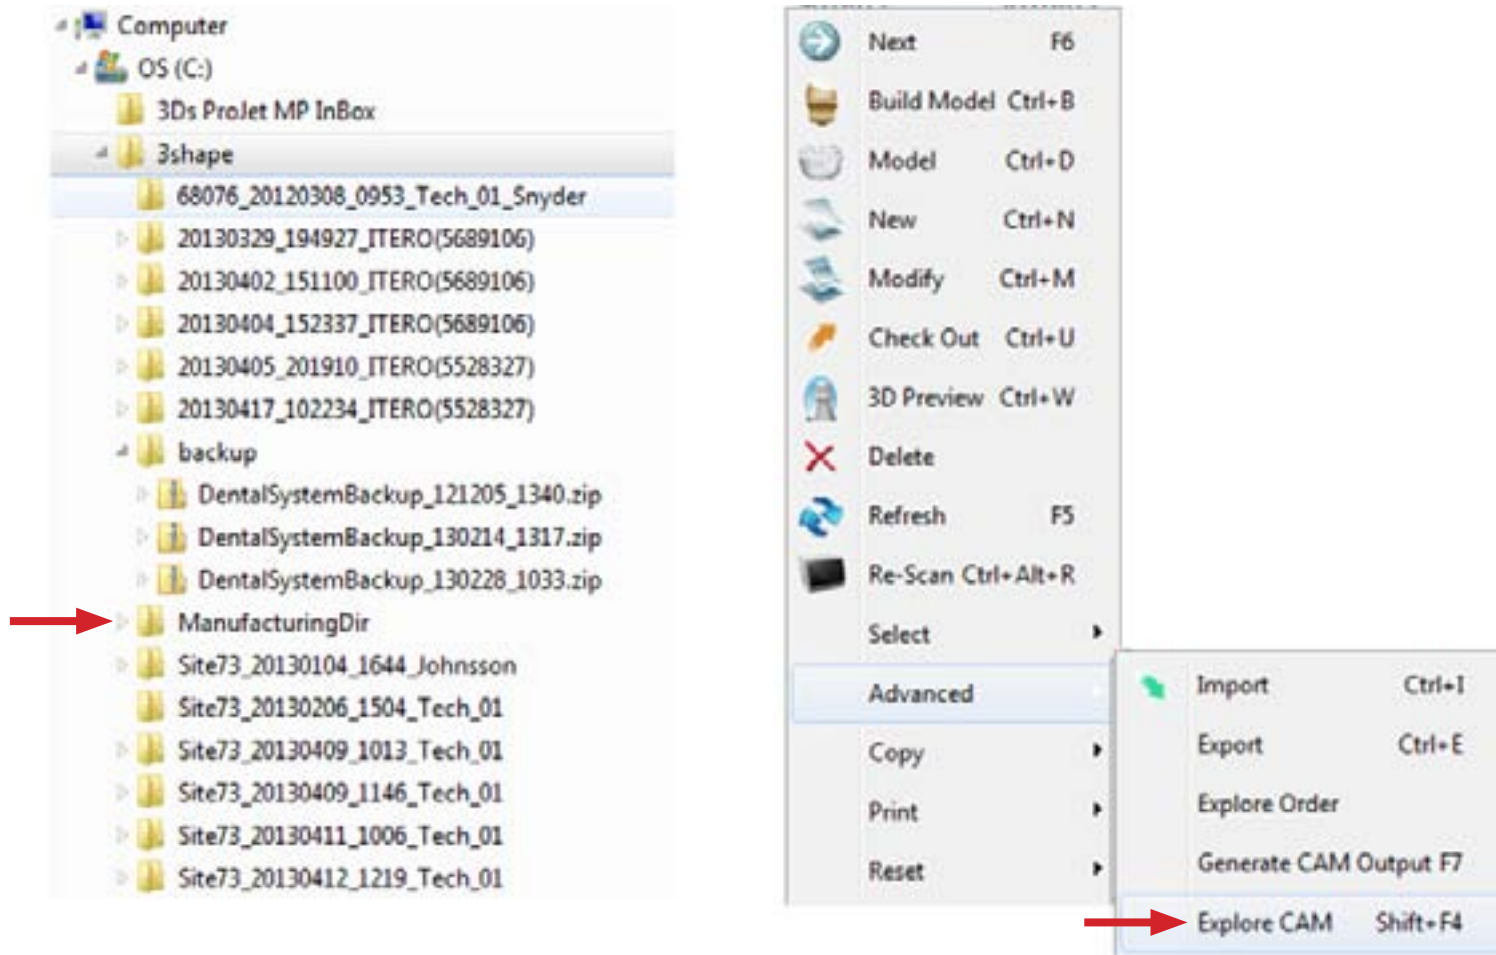 Computer
OS (C:)
3Ds ProJet MP InBox
3shape
68076_20120308_0953_Tech_01_Snyder
20130329_194927_ITERO(5689106)
20130402_151100_ITERO(5689106)
20130404_152337_ITERO(5689106)
20130405_201910_ITERO(5528327)
20130417_102234_ITERO(5528327)
backup
DentalSystemBackup_121205_1340.zip
DentalSystemBackup_130214_1317.zip
DentalSystemBackup_130228_1033.zip
ManufacturingDir
Site73_20130104_1644_Johnsson
Site73_20130206_1504_Tech_01
Site73_20130409_1013_Tech_01
Site73_20130409_1146_Tech_01
Site73_20130411_1006_Tech_01
Site73_20130412_1219_Tech_01
Next F6
Build Model Ctrl+B
Model Ctrl+D
New Ctrl+N
Modify Ctrl+M
Check Out Ctrl+U
3D Preview Ctrl+W
Delete
Refresh F5
Re-Scan Ctrl+Alt+R
Select
Advanced
Copy
Print
Reset
Import Ctrl+I
Export Ctrl+E
Explore Order
Generate CAM Output F7
Explore CAM Shift+F4